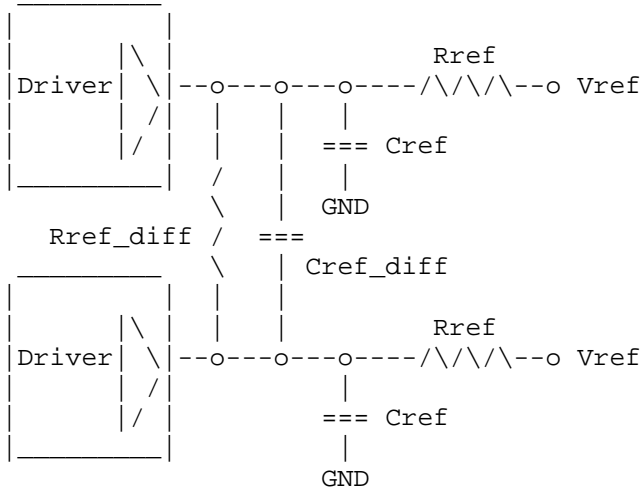 Rref
Driver
Vref
Cref
GND
Rref_diff
Cref_diff
Rref
Driver
Vref
Cref
GND